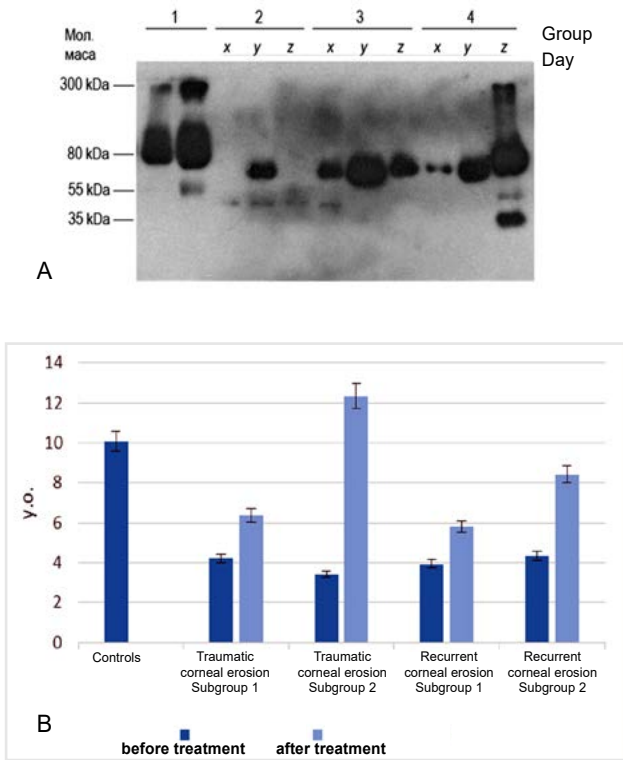 1 2 3 4 Group
Мол. маса x y z x y z x y z Day
300 kDa
80 kDa
55 kDa
35 kDa
A
14
12
10
8
6
4
2
0
y.o.
Controls
Traumatic corneal erosion Subgroup 1
Traumatic corneal erosion Subgroup 2
Recurrent corneal erosion Subgroup 1
Recurrent corneal erosion Subgroup 2
B
before treatment after treatment